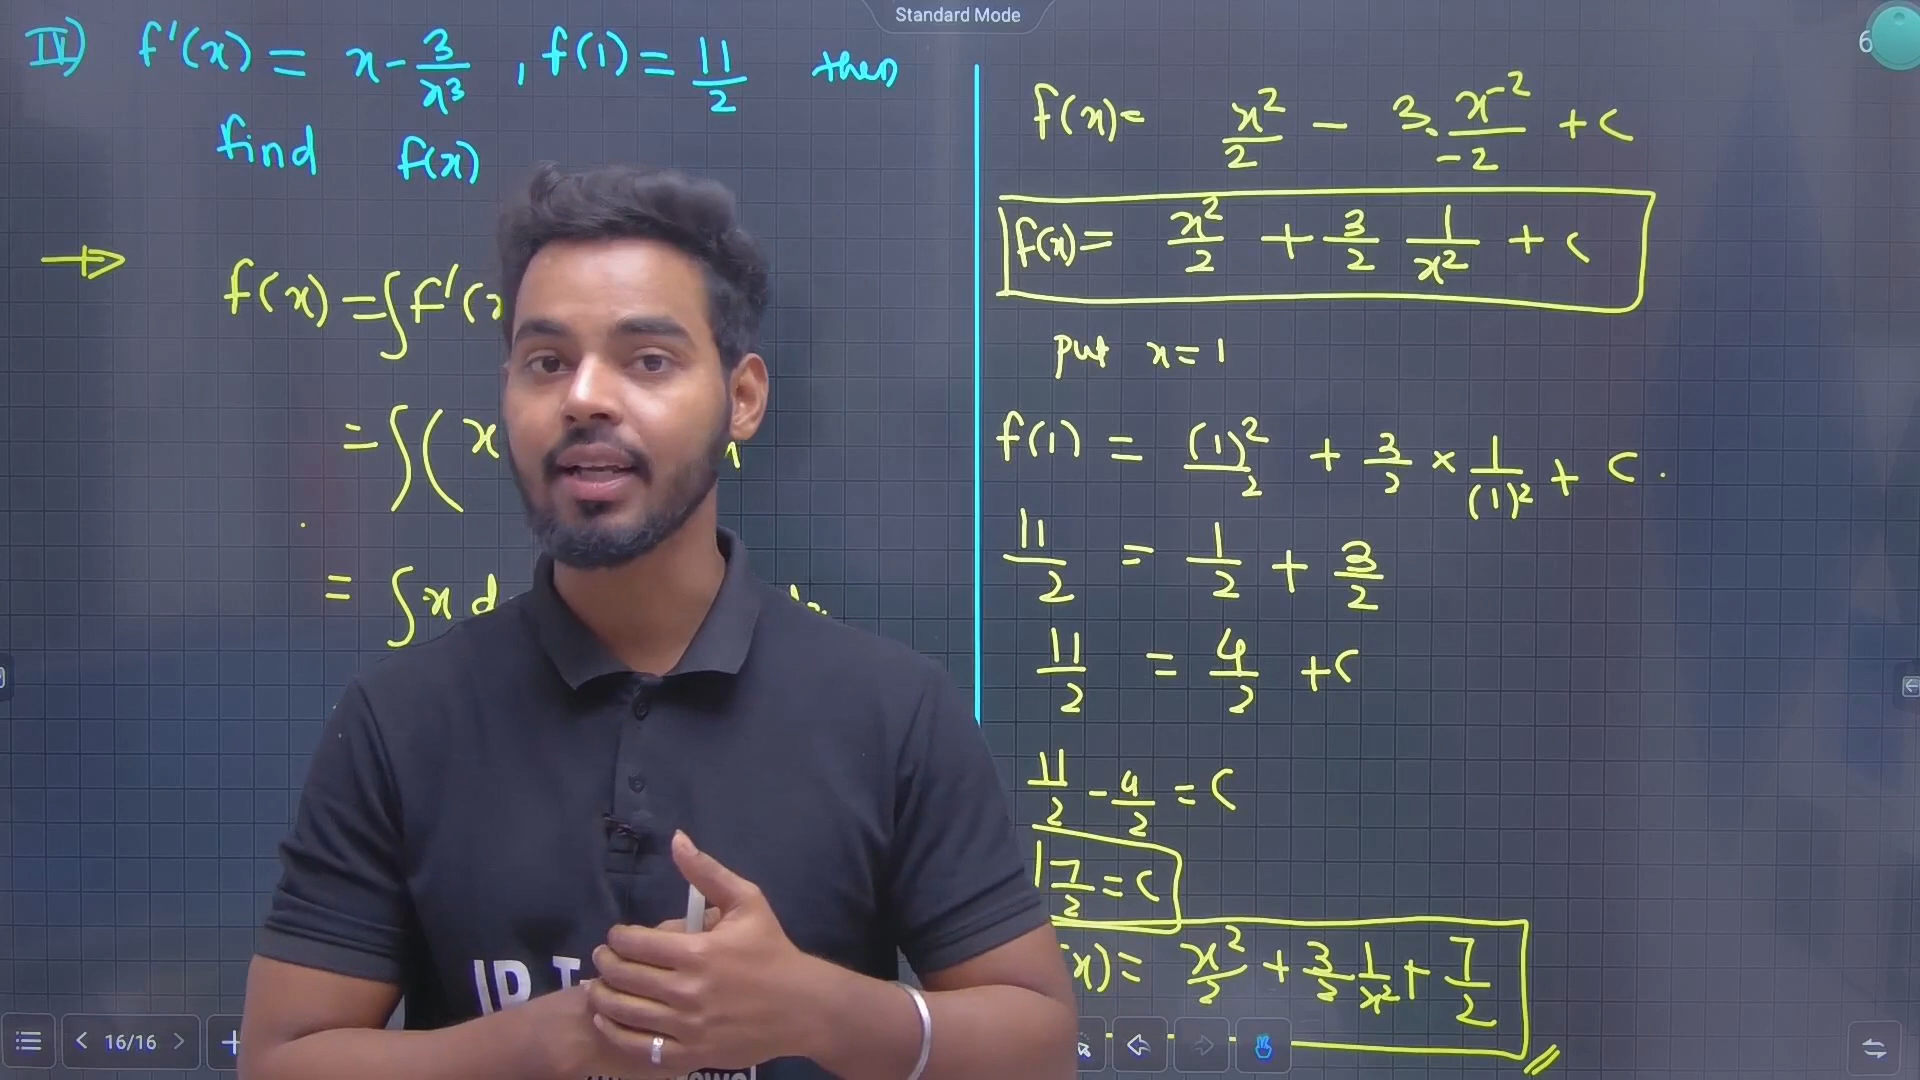 Standard Mode
6
IV) f'(x) = x - 3/x³ , f(1) = 11/2 then
find f(x)
f(x) = ∫ f'(x
= ∫ ( x
= ∫ x d
f(x) = x²/2 - 3. x⁻²/-2 + c
f(x) = x²/2 + 3/2 1/x² + c
put x = 1
f(1) = (1)²/2 + 3/2 × 1/(1)² + c .
11/2 = 1/2 + 3/2
11/2 = 4/2 + c
11/2 - 4/2 = c
7/2 = c
x) = x²/2 + 3/2 1/x² + 7/2
16/16